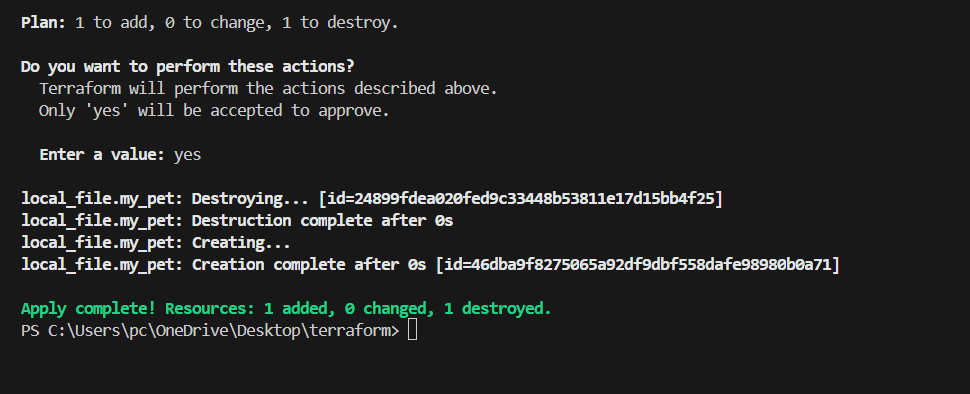 Plan: 1 to add, 0 to change, 1 to destroy.
Do you want to perform these actions?
Terraform will perform the actions described above.
Only 'yes' will be accepted to approve.
Enter a value: yes
local_file.my_pet: Destroying... [id=24899fdea020fed9c33448b53811e17d15bb4f25]
local_file.my_pet: Destruction complete after 0s
local_file.my_pet: Creating...
local_file.my_pet: Creation complete after 0s [id=46dba9f8275065a92df9dbf558dafe98980b0a71]
Apply complete! Resources: 1 added, 0 changed, 1 destroyed.
PS C:\Users\pc\OneDrive\Desktop\terraform>